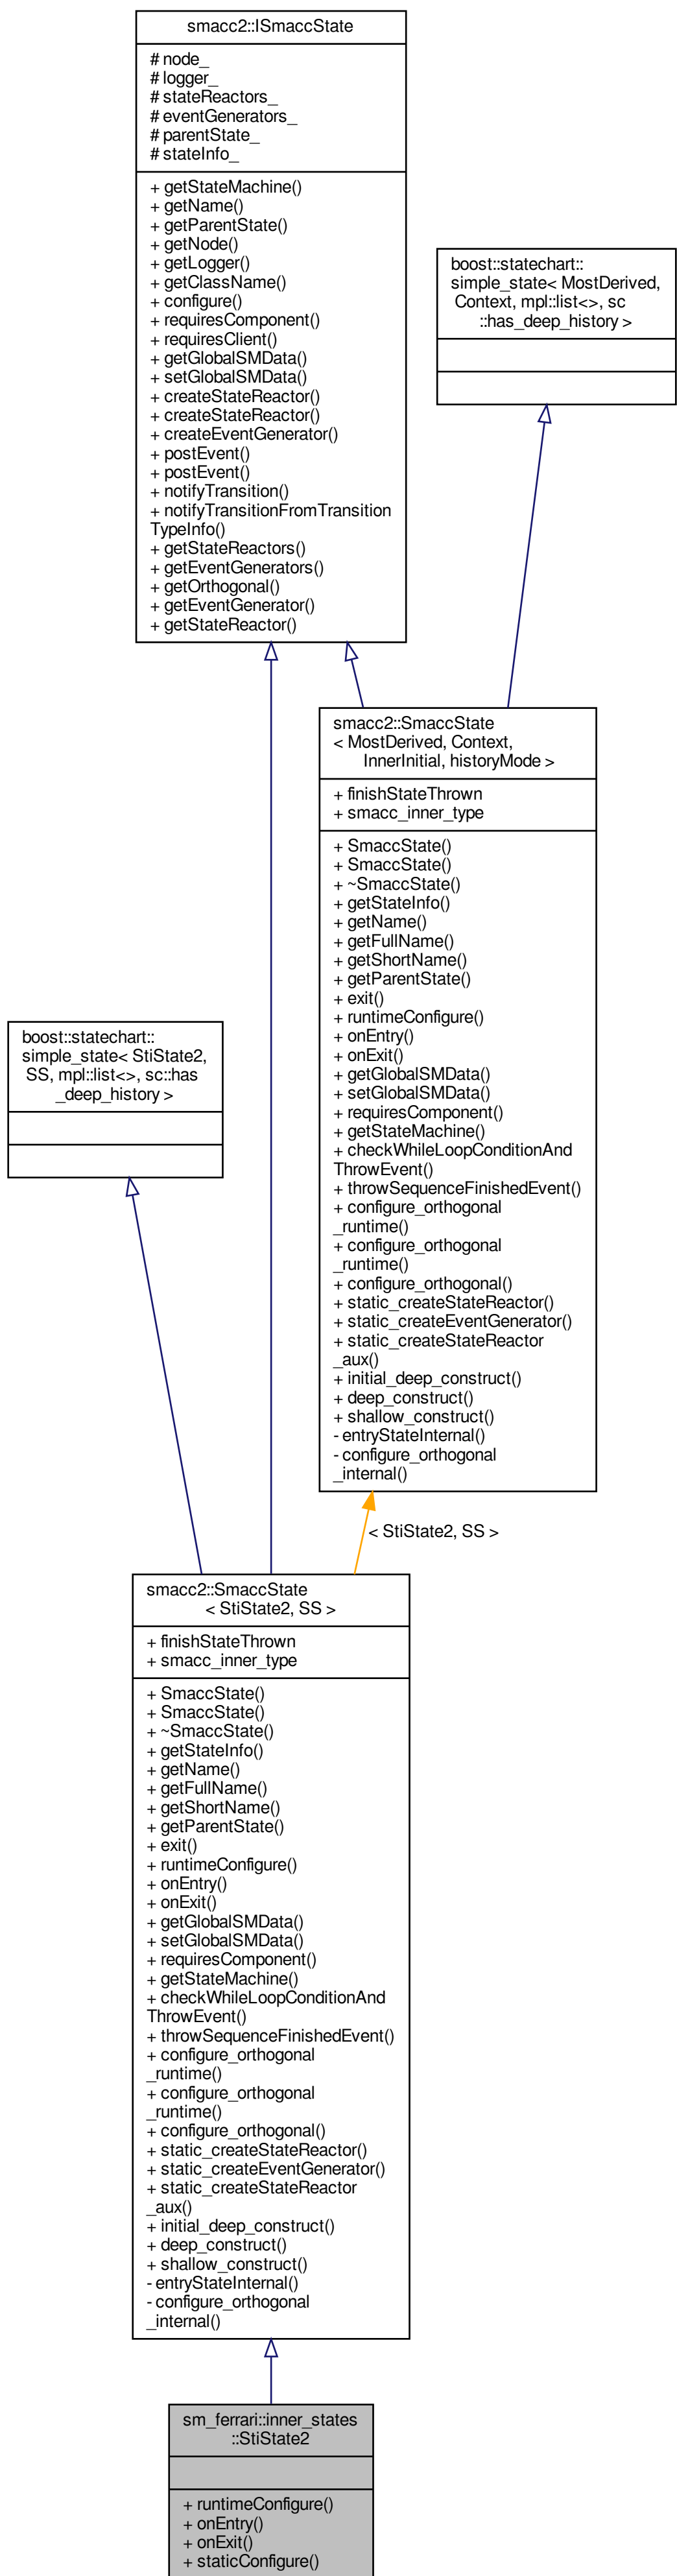 smacc2::ISmaccState
# node_
# logger_
# stateReactors_
# eventGenerators_
# parentState_
# stateInfo_
+ getStateMachine()
+ getName()
+ getParentState()
+ getNode()
+ getLogger()
+ getClassName()
+ configure()
+ requiresComponent()
+ requiresClient()
+ getGlobalSMData()
+ setGlobalSMData()
+ createStateReactor()
+ createStateReactor()
+ createEventGenerator()
+ postEvent()
+ postEvent()
+ notifyTransition()
+ notifyTransitionFromTransition
TypeInfo()
+ getStateReactors()
+ getEventGenerators()
+ getOrthogonal()
+ getEventGenerator()
+ getStateReactor()
boost::statechart::
simple_state< MostDerived,
Context, mpl::list<>, sc
::has_deep_history >
smacc2::SmaccState
< MostDerived, Context,
InnerInitial, historyMode >
+ finishStateThrown
+ smacc_inner_type
+ SmaccState()
+ SmaccState()
+ ~SmaccState()
+ getStateInfo()
+ getName()
+ getFullName()
+ getShortName()
+ getParentState()
+ exit()
+ runtimeConfigure()
+ onEntry()
+ onExit()
+ getGlobalSMData()
+ setGlobalSMData()
+ requiresComponent()
+ getStateMachine()
+ checkWhileLoopConditionAnd
ThrowEvent()
+ throwSequenceFinishedEvent()
+ configure_orthogonal
_runtime()
+ configure_orthogonal
_runtime()
+ configure_orthogonal()
+ static_createStateReactor()
+ static_createEventGenerator()
+ static_createStateReactor
_aux()
+ initial_deep_construct()
+ deep_construct()
+ shallow_construct()
- entryStateInternal()
- configure_orthogonal
_internal()
boost::statechart::
simple_state< StiState2,
SS, mpl::list<>, sc::has
_deep_history >
< StiState2, SS >
smacc2::SmaccState
< StiState2, SS >
+ finishStateThrown
+ smacc_inner_type
+ SmaccState()
+ SmaccState()
+ ~SmaccState()
+ getStateInfo()
+ getName()
+ getFullName()
+ getShortName()
+ getParentState()
+ exit()
+ runtimeConfigure()
+ onEntry()
+ onExit()
+ getGlobalSMData()
+ setGlobalSMData()
+ requiresComponent()
+ getStateMachine()
+ checkWhileLoopConditionAnd
ThrowEvent()
+ throwSequenceFinishedEvent()
+ configure_orthogonal
_runtime()
+ configure_orthogonal
_runtime()
+ configure_orthogonal()
+ static_createStateReactor()
+ static_createEventGenerator()
+ static_createStateReactor
_aux()
+ initial_deep_construct()
+ deep_construct()
+ shallow_construct()
- entryStateInternal()
- configure_orthogonal
_internal()
sm_ferrari::inner_states
::StiState2
+ runtimeConfigure()
+ onEntry()
+ onExit()
+ staticConfigure()